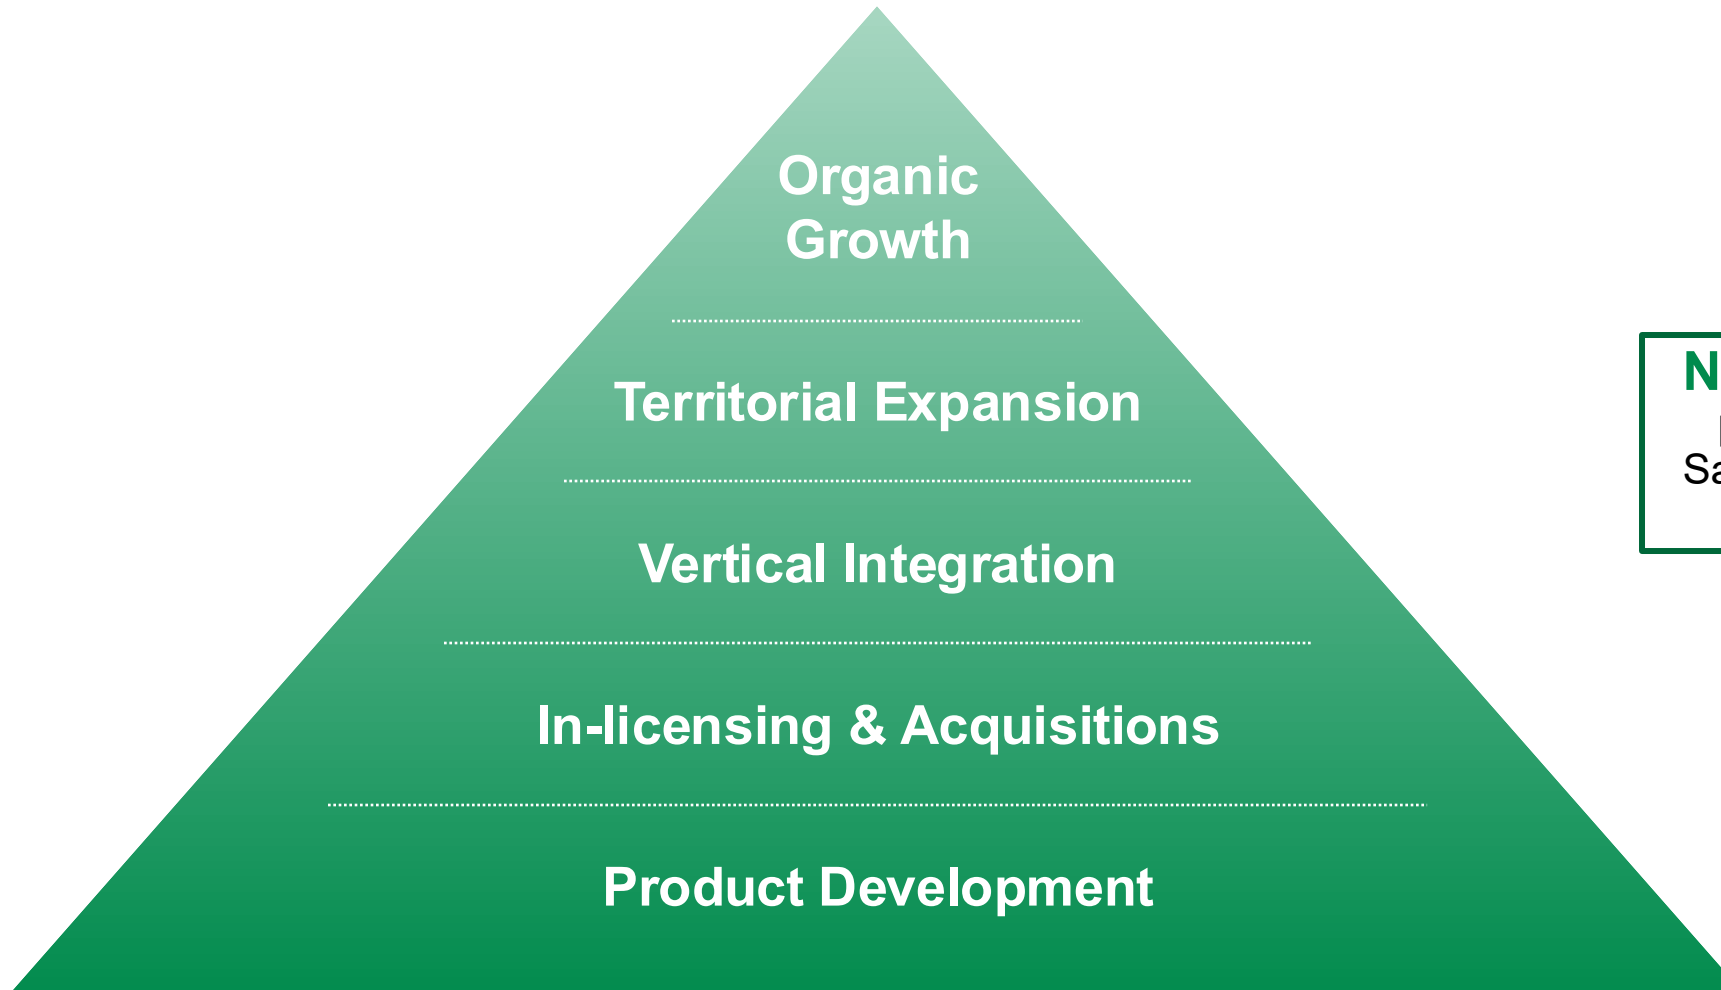 Organic
Growth
Territorial Expansion
Vertical Integration
In-licensing & Acquisitions
Product Development